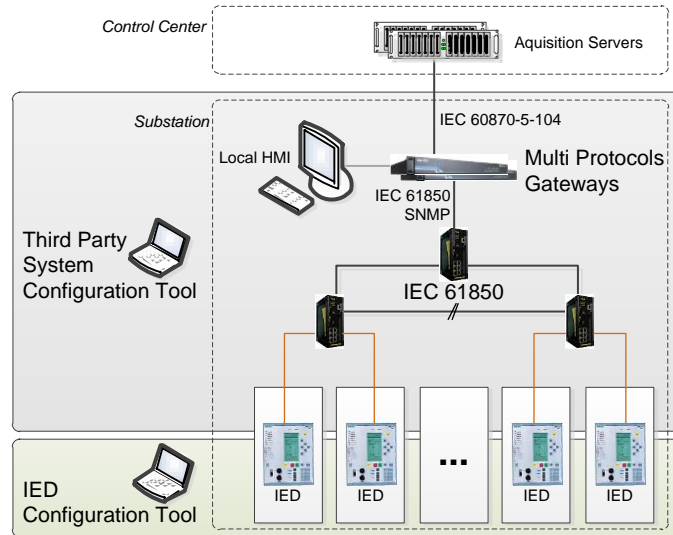 Control Center
Aquisition Servers
IEC 60870-5-104
Substation
Local HMI
Multi Protocols
Gateways
IEC 61850
SNMP
Third Party
System
Configuration Tool
IEC 61850
...
IED
IED
IED
IED
IED
Configuration Tool